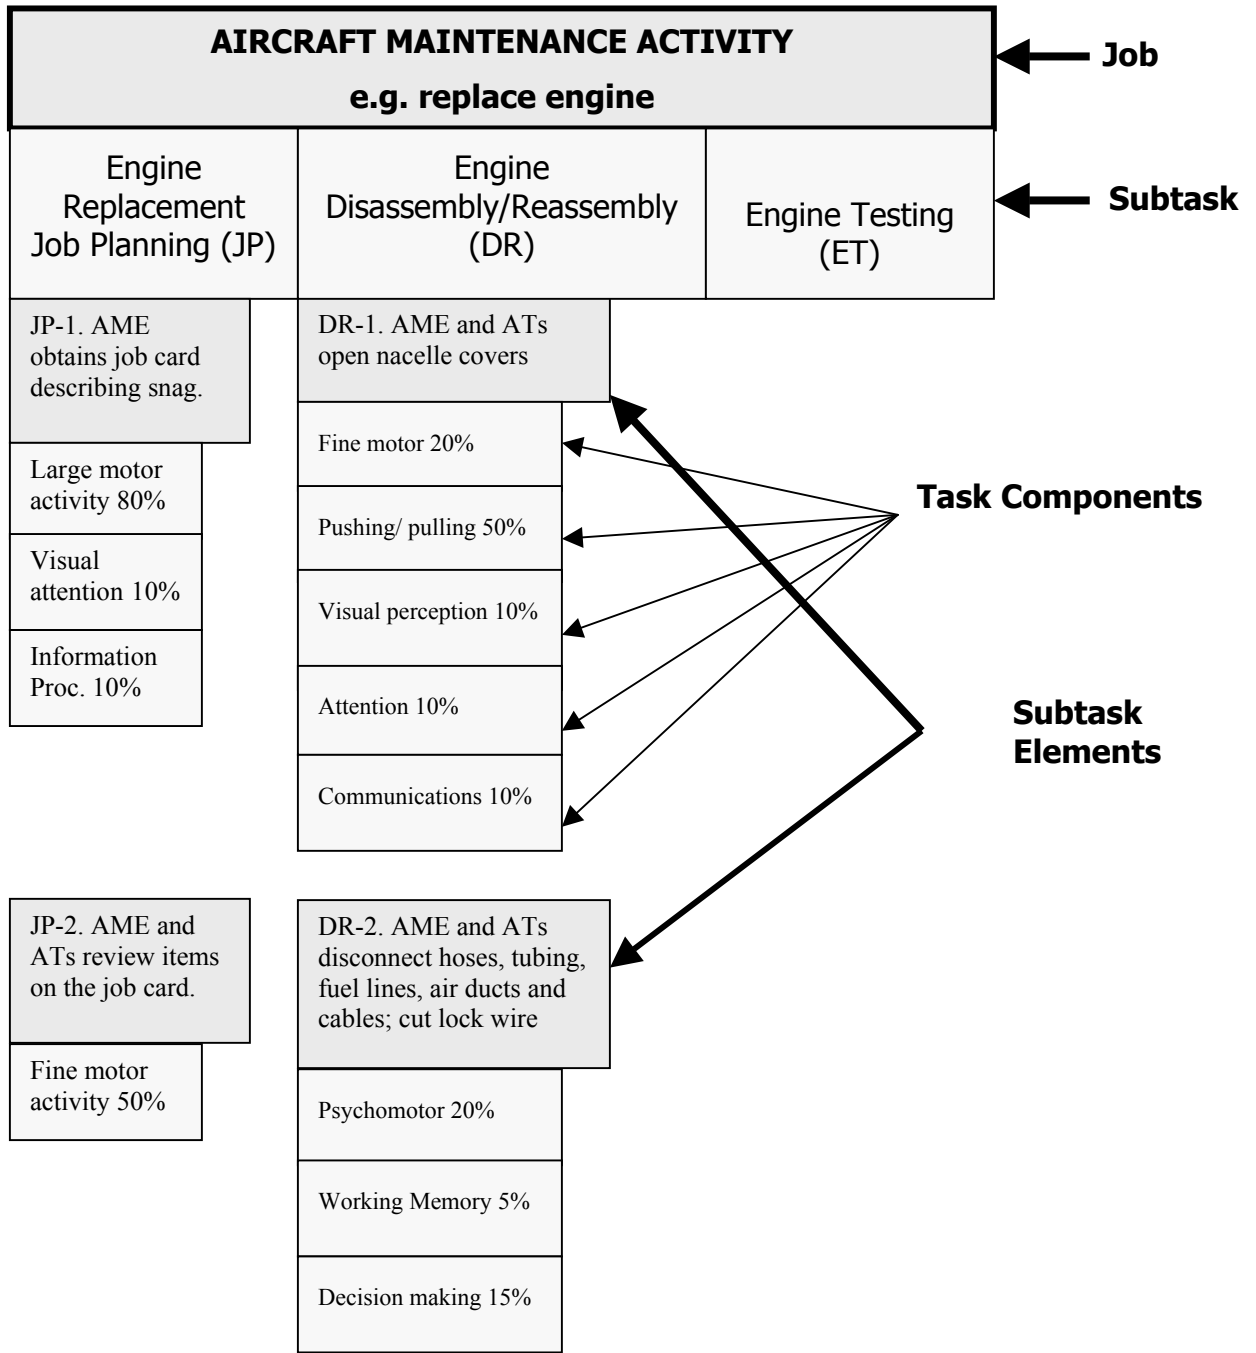 AIRCRAFT MAINTENANCE ACTIVITY
e.g. replace engine
Job
Engine
Replacement
Job Planning (JP)
Engine
Disassembly/Reassembly
(DR)
Engine Testing
(ET)
Subtask
JP-1. AME
obtains job card
describing snag.
Large motor
activity 80%
Visual
attention 10%
Information
Proc. 10%
DR-1. AME and ATs
open nacelle covers
Fine motor 20%
Pushing/ pulling 50%
Visual perception 10%
Attention 10%
Communications 10%
Task Components
Subtask
Elements
JP-2. AME and
ATs review items
on the job card.
Fine motor
activity 50%
DR-2. AME and ATs
disconnect hoses, tubing,
fuel lines, air ducts and
cables; cut lock wire
Psychomotor 20%
Working Memory 5%
Decision making 15%